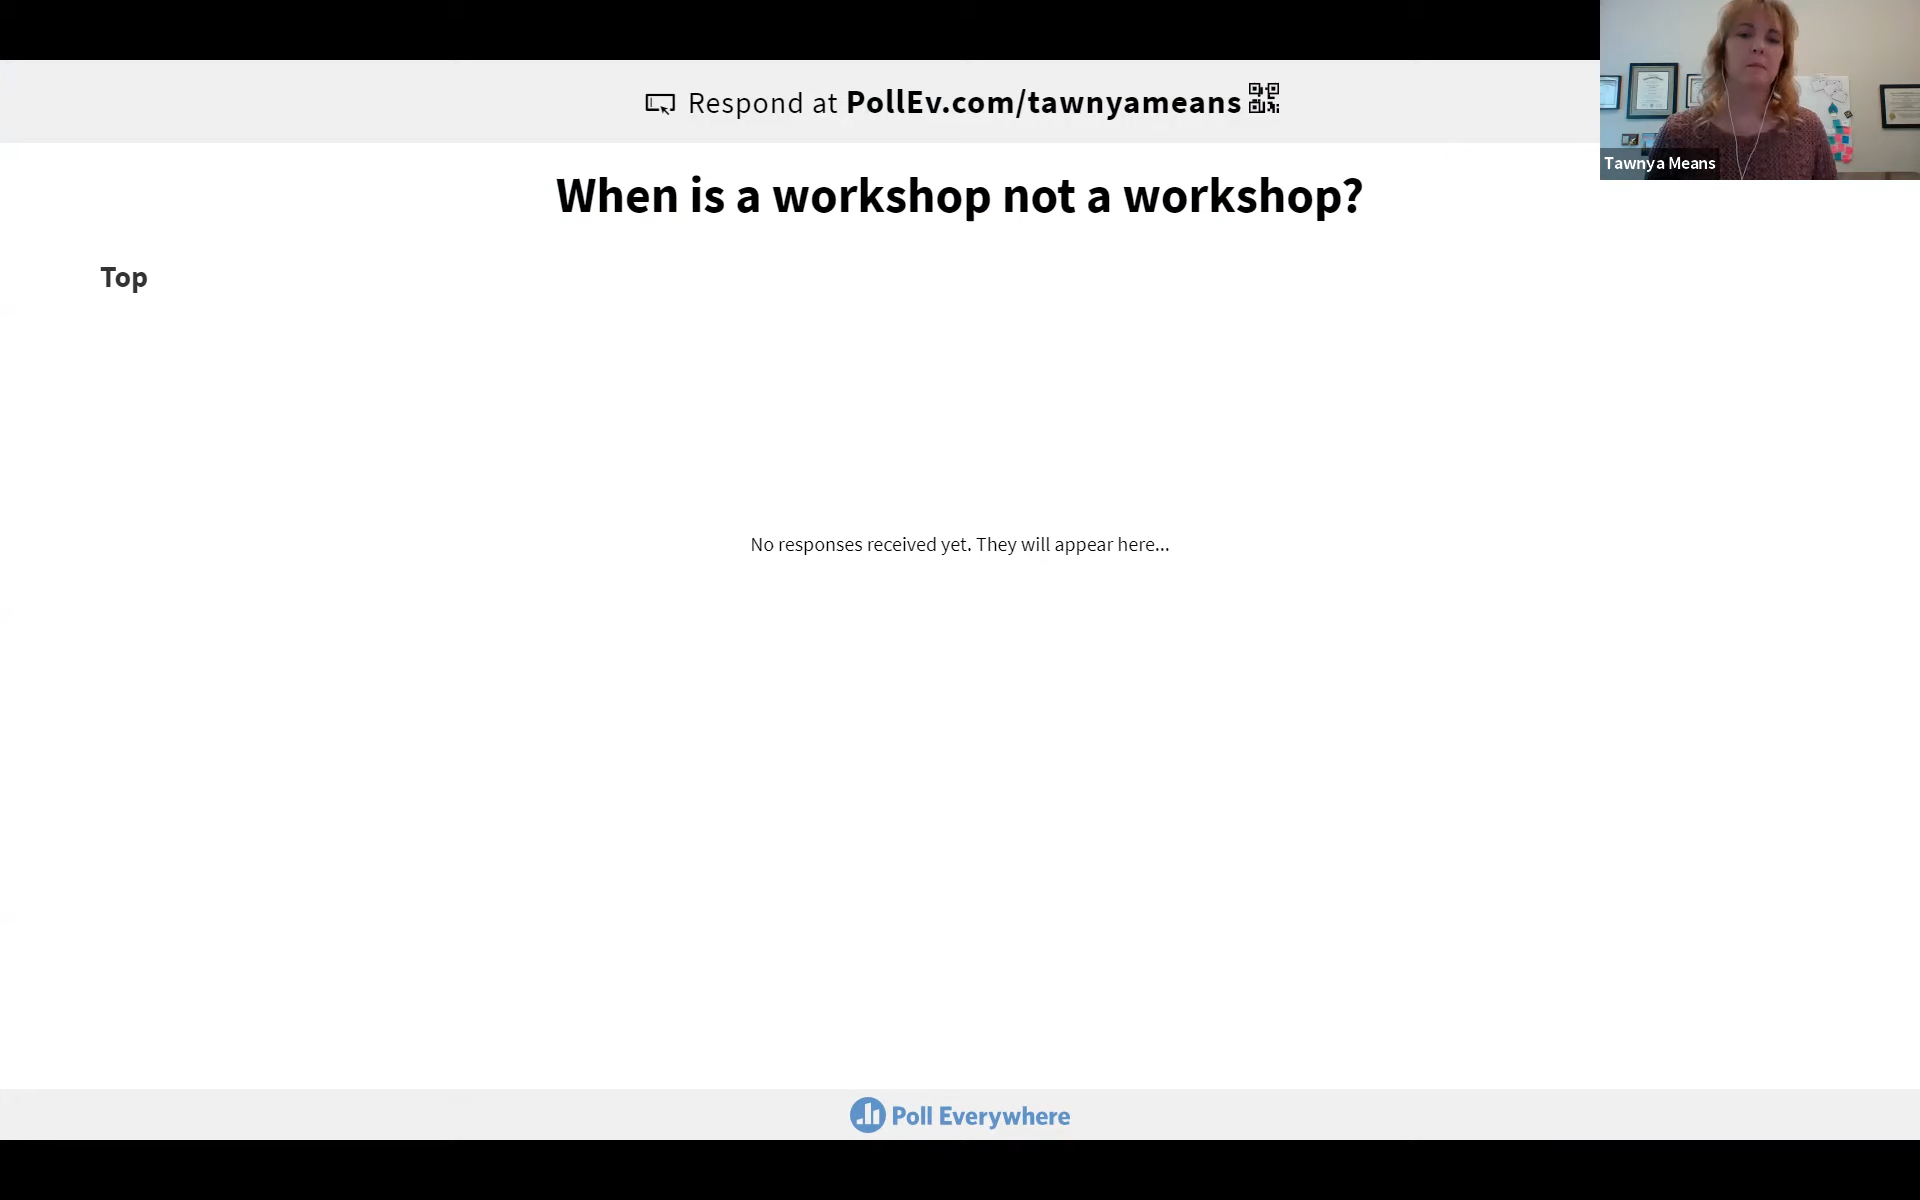 Respond at PollEv.com/tawnyameans
Tawnya Means
When is a workshop not a workshop?
Top
No responses received yet. They will appear here...
Poll Everywhere